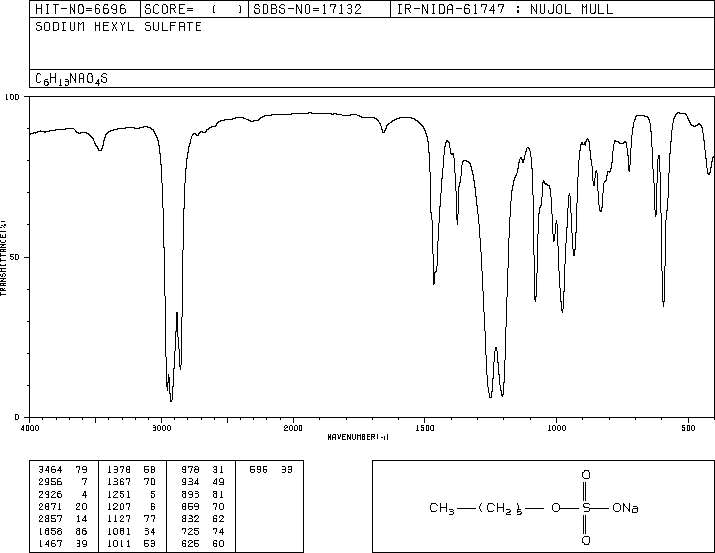 HIT-NO=6696 SCORE= ( ) SDBS-NO=17132 IR-NIDA-61747 : NUJOL MULL
SODIUM HEXYL SULFATE
C6H13NAO4S
100
50
0
TRANSMITTANCE(%)
4000 3000 2000 1500 1000 500
WAVENUMBER(-1)
3464 79 1378 58 978 31 596 33
2956 7 1367 70 934 49
2926 4 1251 5 893 81
2871 20 1207 6 859 70
2857 14 1127 77 832 62
1658 86 1081 34 725 74
1467 39 1011 53 625 60
O
CH3 (CH2)5 O S ONa
O